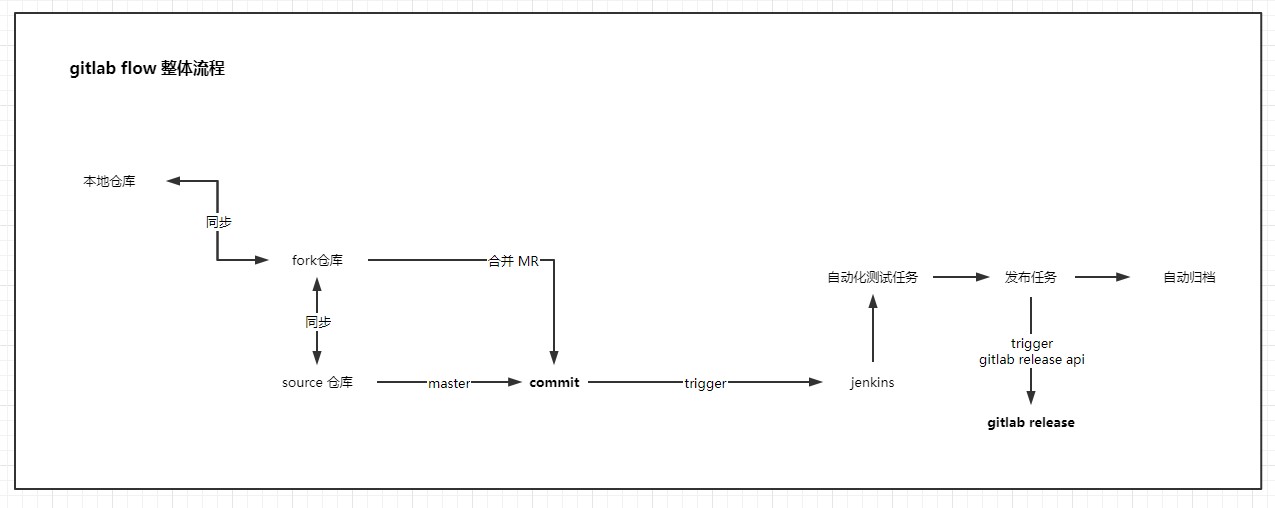 gitlab flow 整体流程
本地仓库
同步
fork仓库
合并 MR
自动化测试任务
发布任务
自动归档
同步
trigger
gitlab release api
source 仓库
master
commit
trigger
jenkins
gitlab release